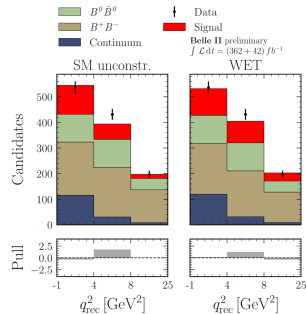 B⁰B̄⁰
B⁺B⁻
Continuum
Data
Signal
Belle II preliminary
∫ ℒ dt = (362 + 42) fb⁻¹
SM unconstr.
WET
Candidates
500
400
300
200
100
0
Pull
2.5
0.0
−2.5
-1 4 8 25
-1 4 8 25
q²rec [GeV²]
q²rec [GeV²]